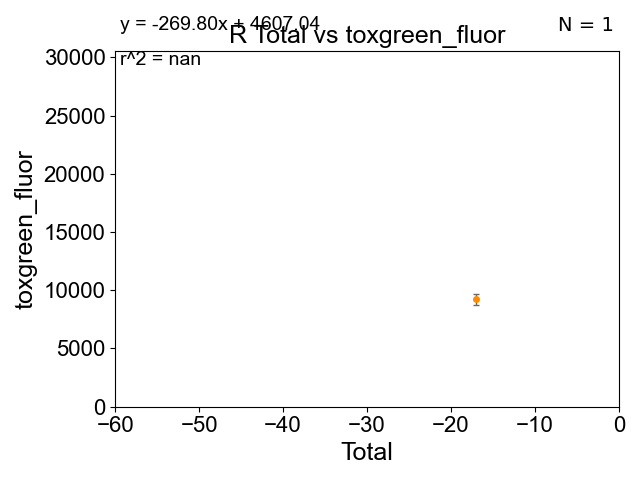 y = -269.80x + 4607.04
N = 1
R Total vs toxgreen_fluor
r^2 = nan
30000
25000
20000
15000
10000
5000
0
toxgreen_fluor
−60
−50
−40
−30
−20
−10
0
Total